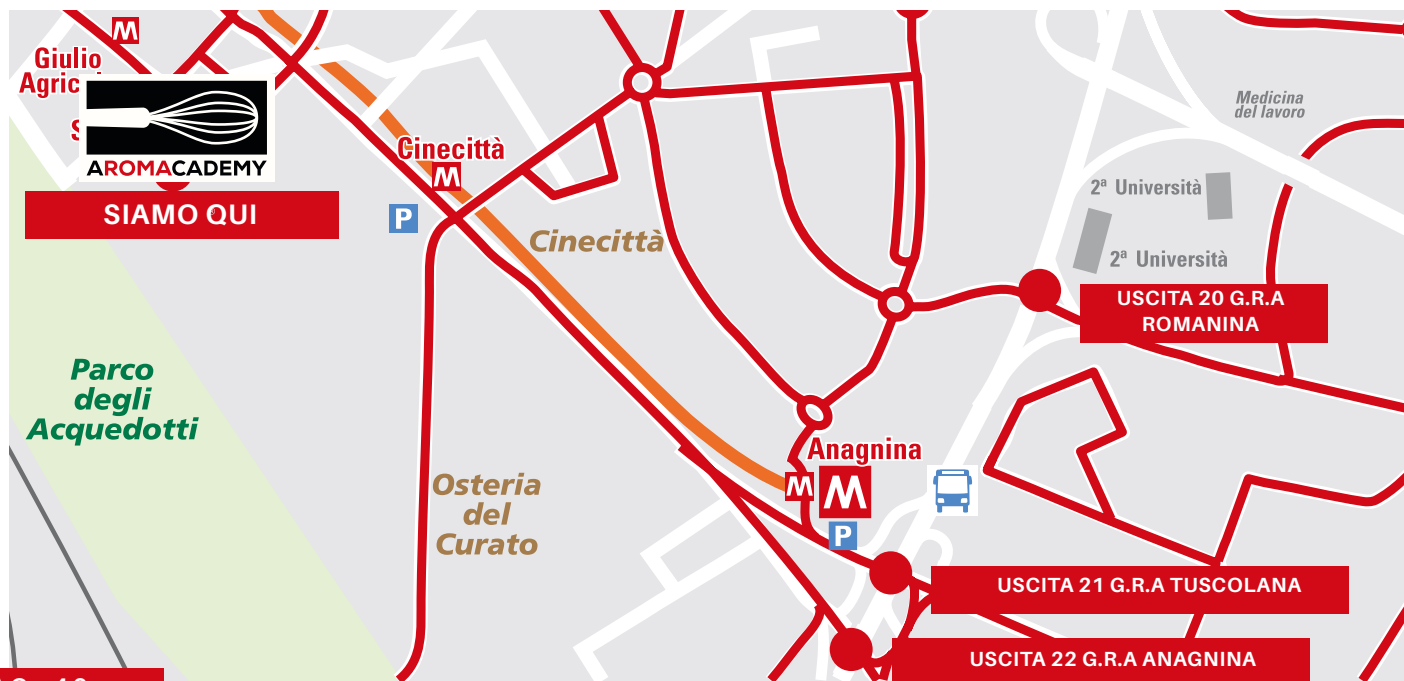 M
Giulio
AROMACADEMY
SIAMO QUI
Cinecittà
M
P
Cinecittà
Medicina
del lavoro
2ª Università
2ª Università
USCITA 20 G.R.A
ROMANINA
Parco
degli
Acquedotti
Osteria
del
Curato
Anagnina
M
M
P
USCITA 21 G.R.A TUSCOLANA
USCITA 22 G.R.A ANAGNINA